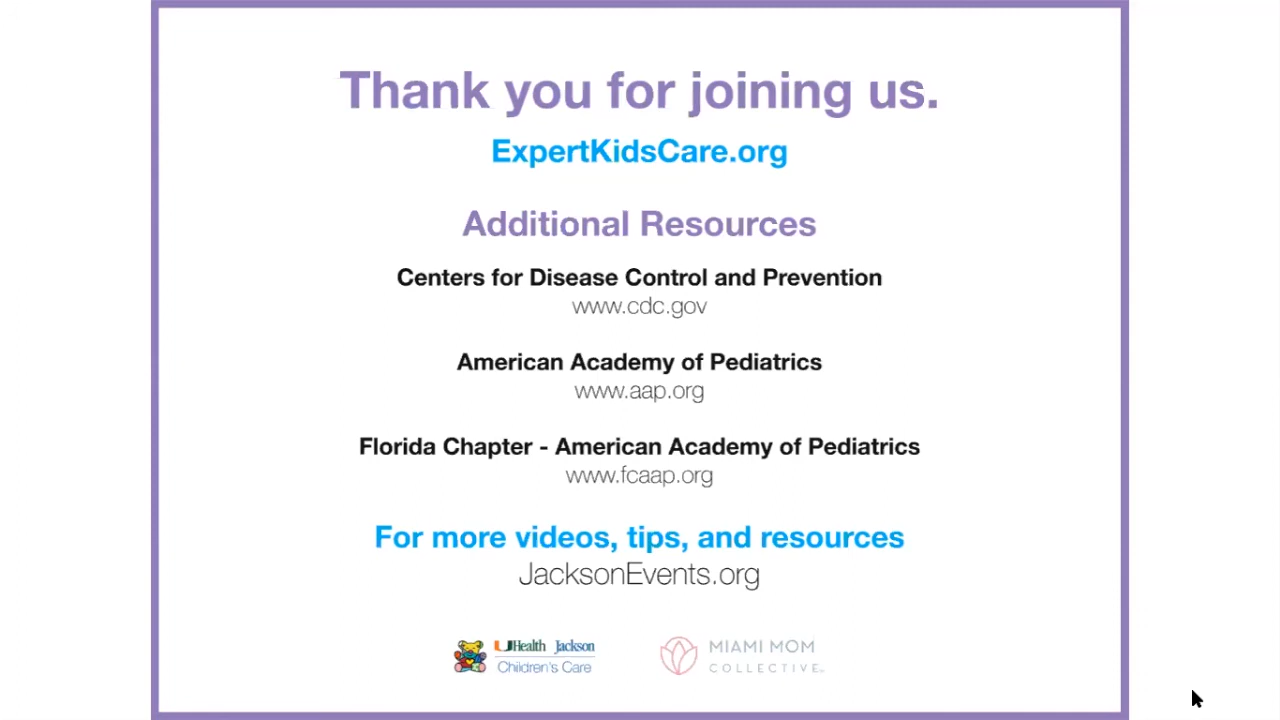 Thank you for joining us.
ExpertKidsCare.org
Additional Resources
Centers for Disease Control and Prevention
www.cdc.gov
American Academy of Pediatrics
www.aap.org
Florida Chapter - American Academy of Pediatrics
www.fcaap.org
For more videos, tips, and resources
JacksonEvents.org
UHealth Jackson
Children's Care
MIAMI MOM
COLLECTIVE